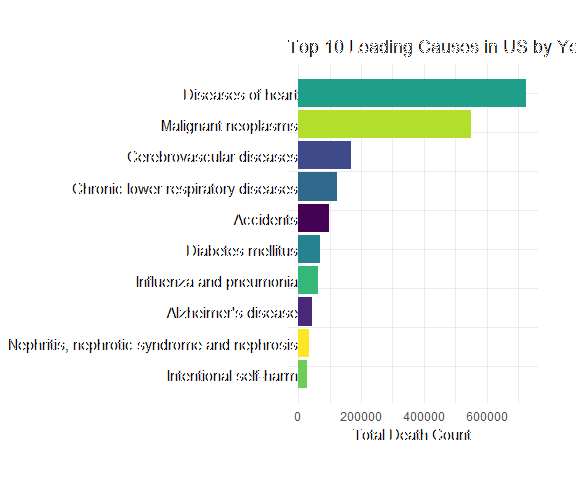 Top 10 Leading Causes in US by Ye
Diseases of heart
Malignant neoplasms
Cerebrovascular diseases
Chronic lower respiratory diseases
Accidents
Diabetes mellitus
Influenza and pneumonia
Alzheimer's disease
Nephritis, nephrotic syndrome and nephrosis
Intentional self-harm
0 200000 400000 600000
Total Death Count